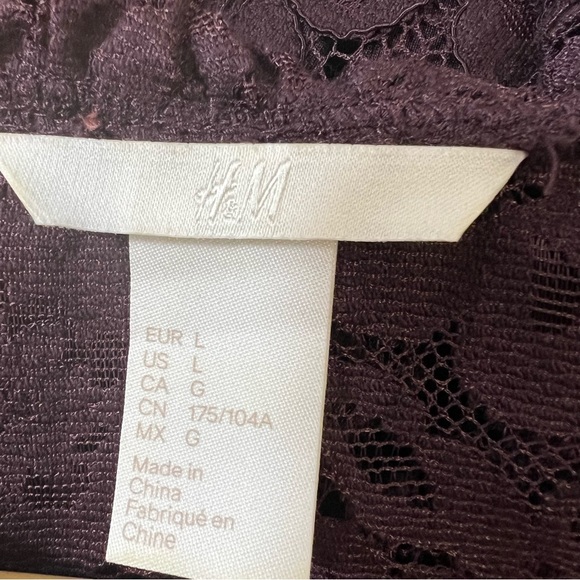 H&M
EUR L
US L
CA G
CN 175/104A
MX G
Made in
China
Fabriqué en
Chine